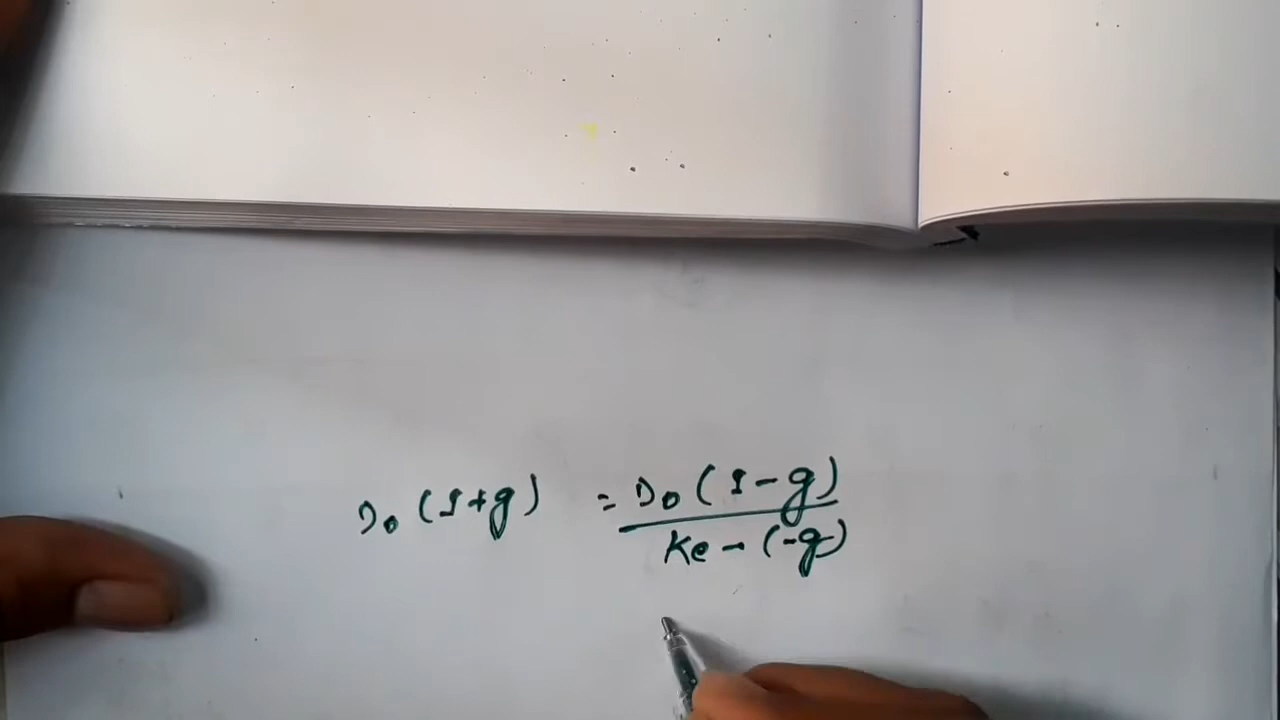 D₀ (1+g) = D₀ (1-g)
Ke - (-g)